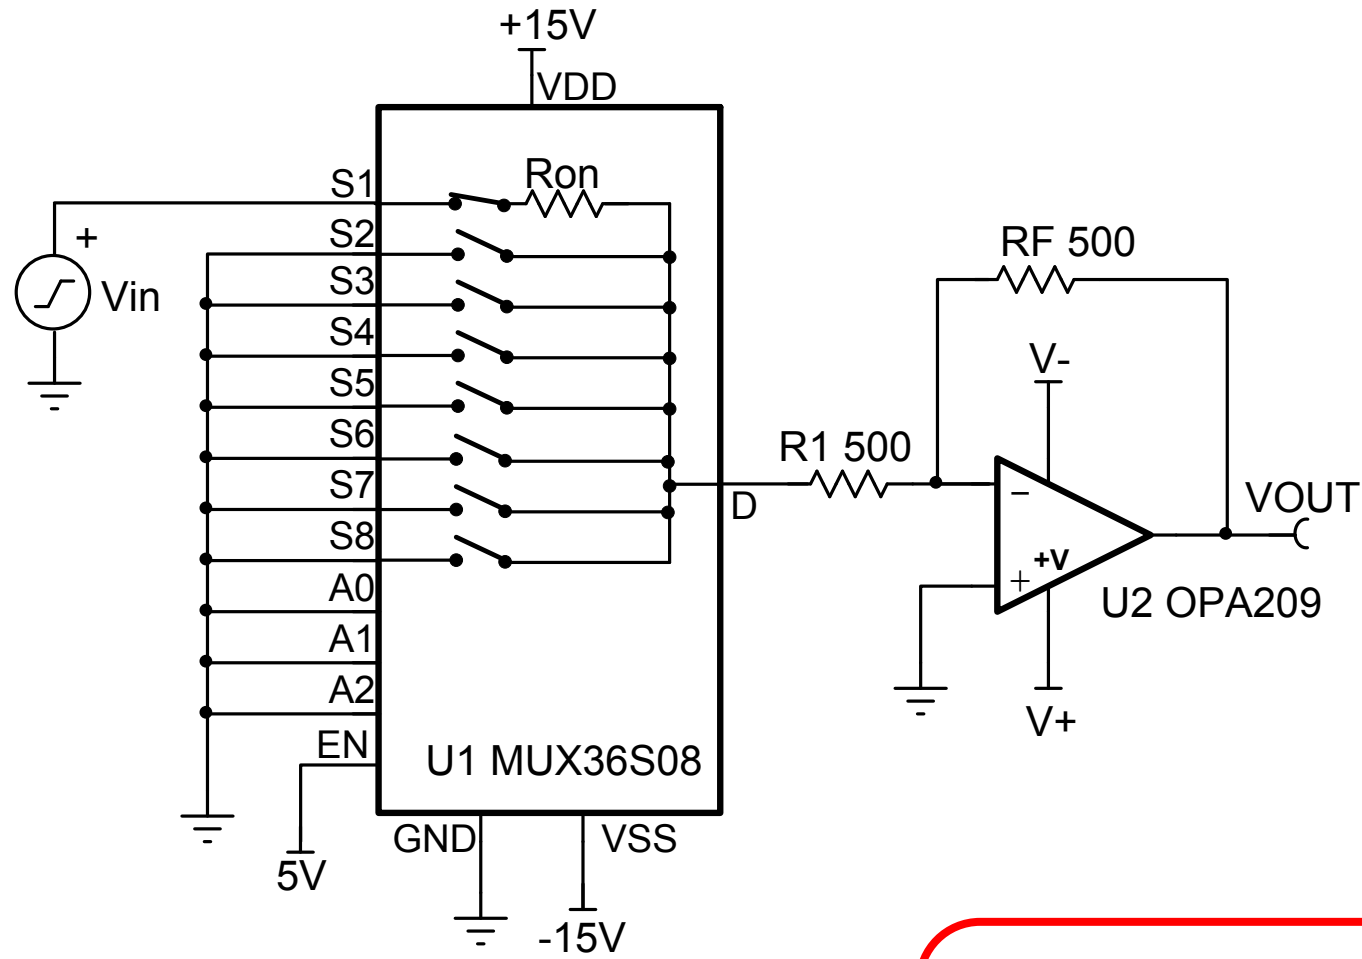 +15V
VDD
S1
Ron
S2
+
Vin
S3
S4
S5
S6
S7
S8
A0
A1
A2
EN
U1 MUX36S08
GND
VSS
5V
-15V
D
R1 500
RF 500
V-
−
+V
+
VOUT
U2 OPA209
V+